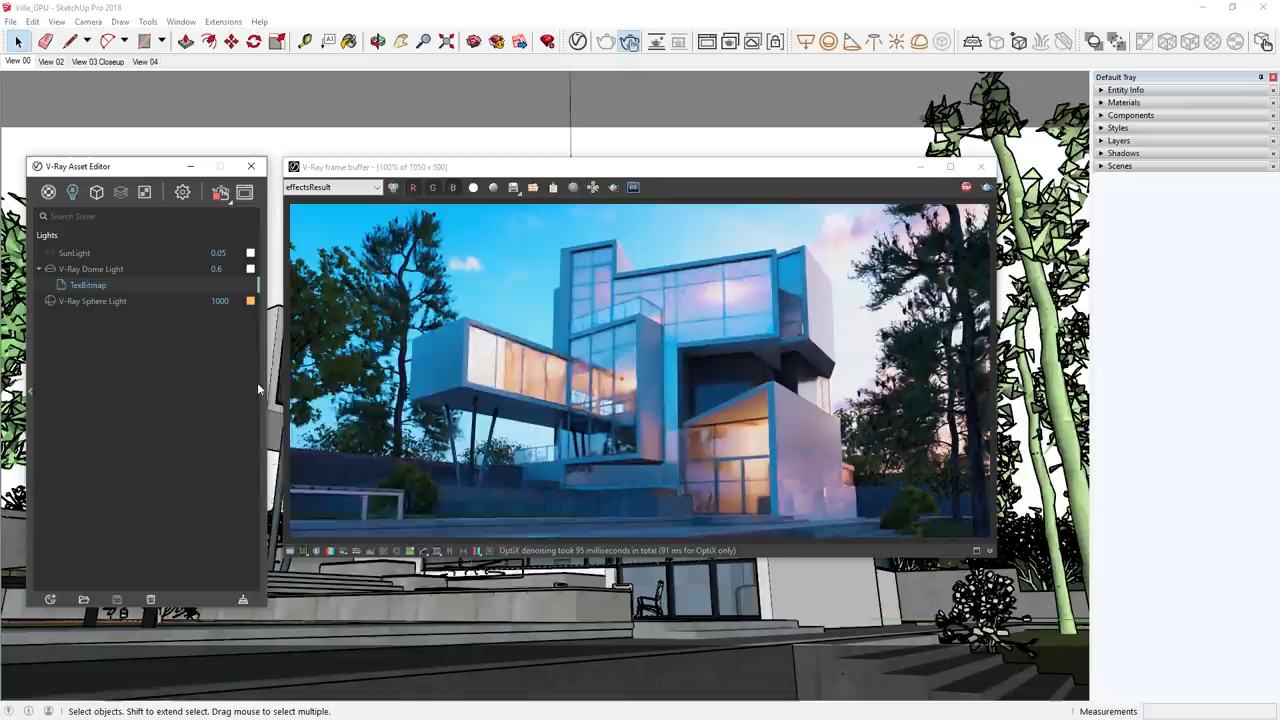 Villa_GPU - SketchUp Pro 2018
File Edit View Camera Draw Tools Window Extensions Help
View 00 View 02 View 03 Closeup View 04
Default Tray
Entity Info
Materials
Components
Styles
Layers
Shadows
Scenes
V-Ray Asset Editor
Search Scene
Lights
SunLight 0.05
V-Ray Dome Light 0.6
TexBitmap
V-Ray Sphere Light 1000
V-Ray frame buffer - [100% of 1050 x 500]
effectsResult
R G B
OptiX denoising took 95 milliseconds in total (91 ms for OptiX only)
Select objects. Shift to extend select. Drag mouse to select multiple.
Measurements